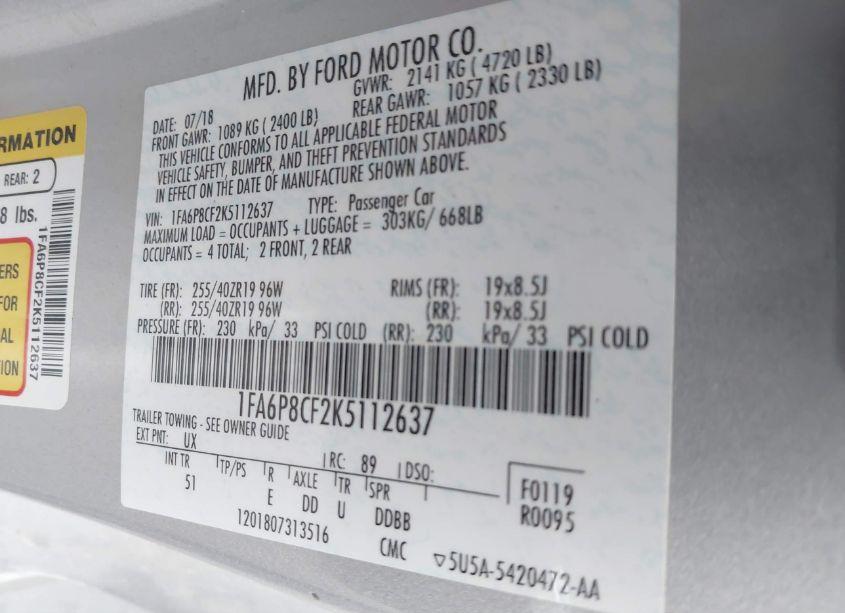 RMATION
REAR: 2
8 lbs.
ERS
FOR
AL
ION
1FA6P8CF2K5112637
MFD. BY FORD MOTOR CO.
DATE: 07/18 GVWR: 2141 KG ( 4720 LB)
FRONT GAWR: 1089 KG ( 2400 LB) REAR GAWR: 1057 KG ( 2330 LB)
THIS VEHICLE CONFORMS TO ALL APPLICABLE FEDERAL MOTOR
VEHICLE SAFETY, BUMPER, AND THEFT PREVENTION STANDARDS
IN EFFECT ON THE DATE OF MANUFACTURE SHOWN ABOVE.
VIN: 1FA6P8CF2K5112637 TYPE: Passenger Car
MAXIMUM LOAD = OCCUPANTS + LUGGAGE = 303KG/ 668LB
OCCUPANTS = 4 TOTAL; 2 FRONT, 2 REAR
TIRE (FR): 255/40ZR19 96W RIMS (FR): 19x8.5J
(RR): 255/40ZR19 96W (RR): 19x8.5J
PRESSURE (FR): 230 kPa/ 33 PSI COLD (RR): 230 kPa/ 33 PSI COLD
1FA6P8CF2K5112637
TRAILER TOWING - SEE OWNER GUIDE
EXT PNT: UX RC: 89 DSO:
INT TR TP/PS R AXLE TR SPR F0119
51 E DD U DDBB R0095
1201807313516 CMC ▽5U5A-5420472-AA